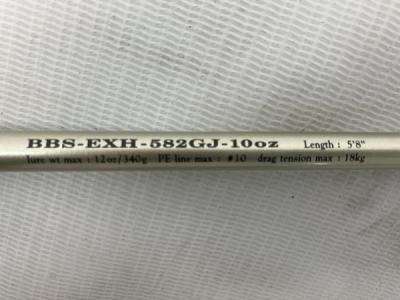 BBS-EXH-582GJ-10oz Length : 5'8"
lure wt max : 12oz/340g PE line max : #10 drag tension max : 18kg